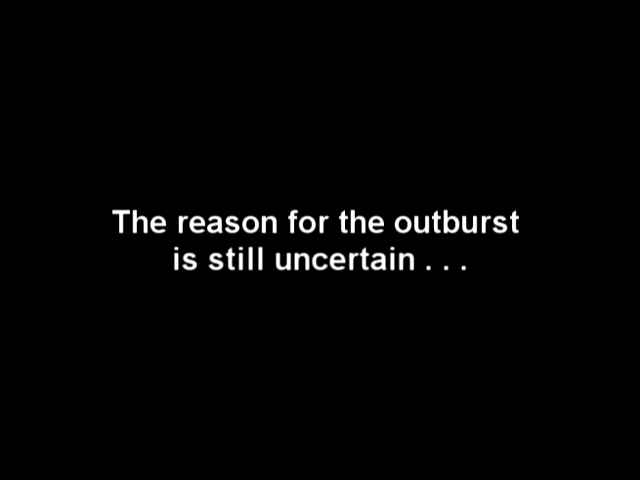 The reason for the outburst
is still uncertain . . .